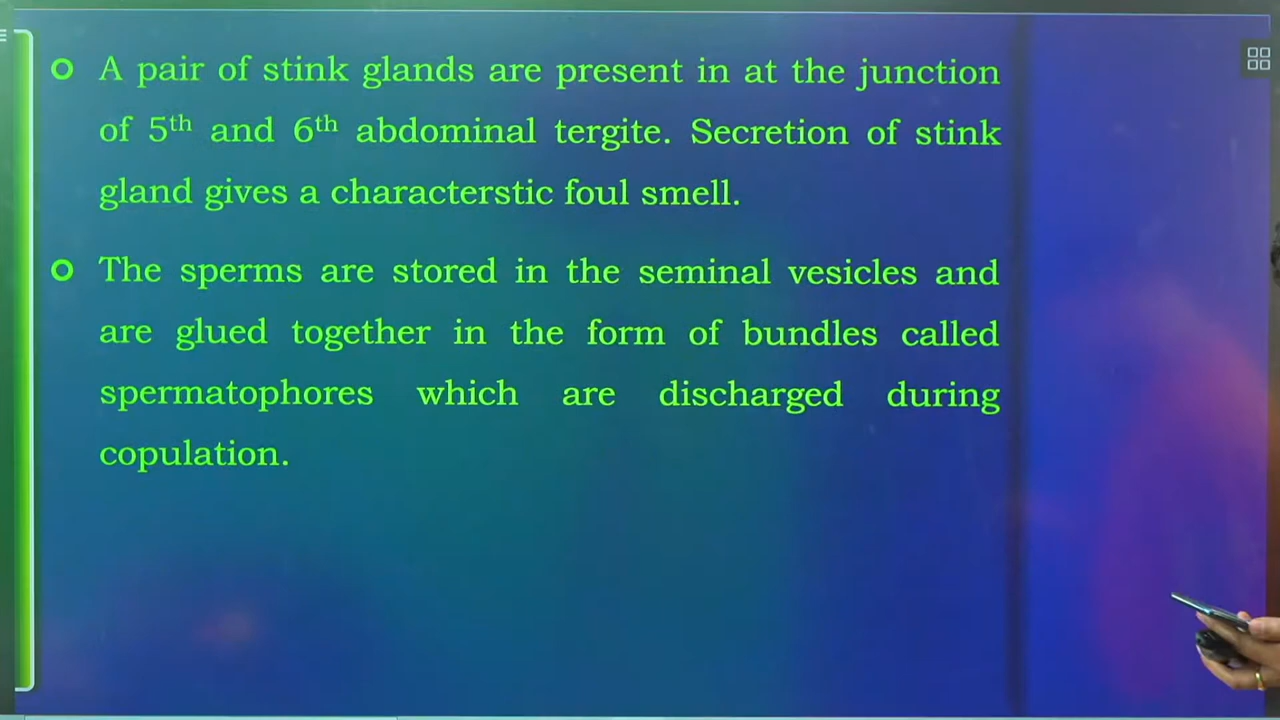 A pair of stink glands are present in at the junction
of 5th and 6th abdominal tergite. Secretion of stink
gland gives a characterstic foul smell.
The sperms are stored in the seminal vesicles and
are glued together in the form of bundles called
spermatophores which are discharged during
copulation.